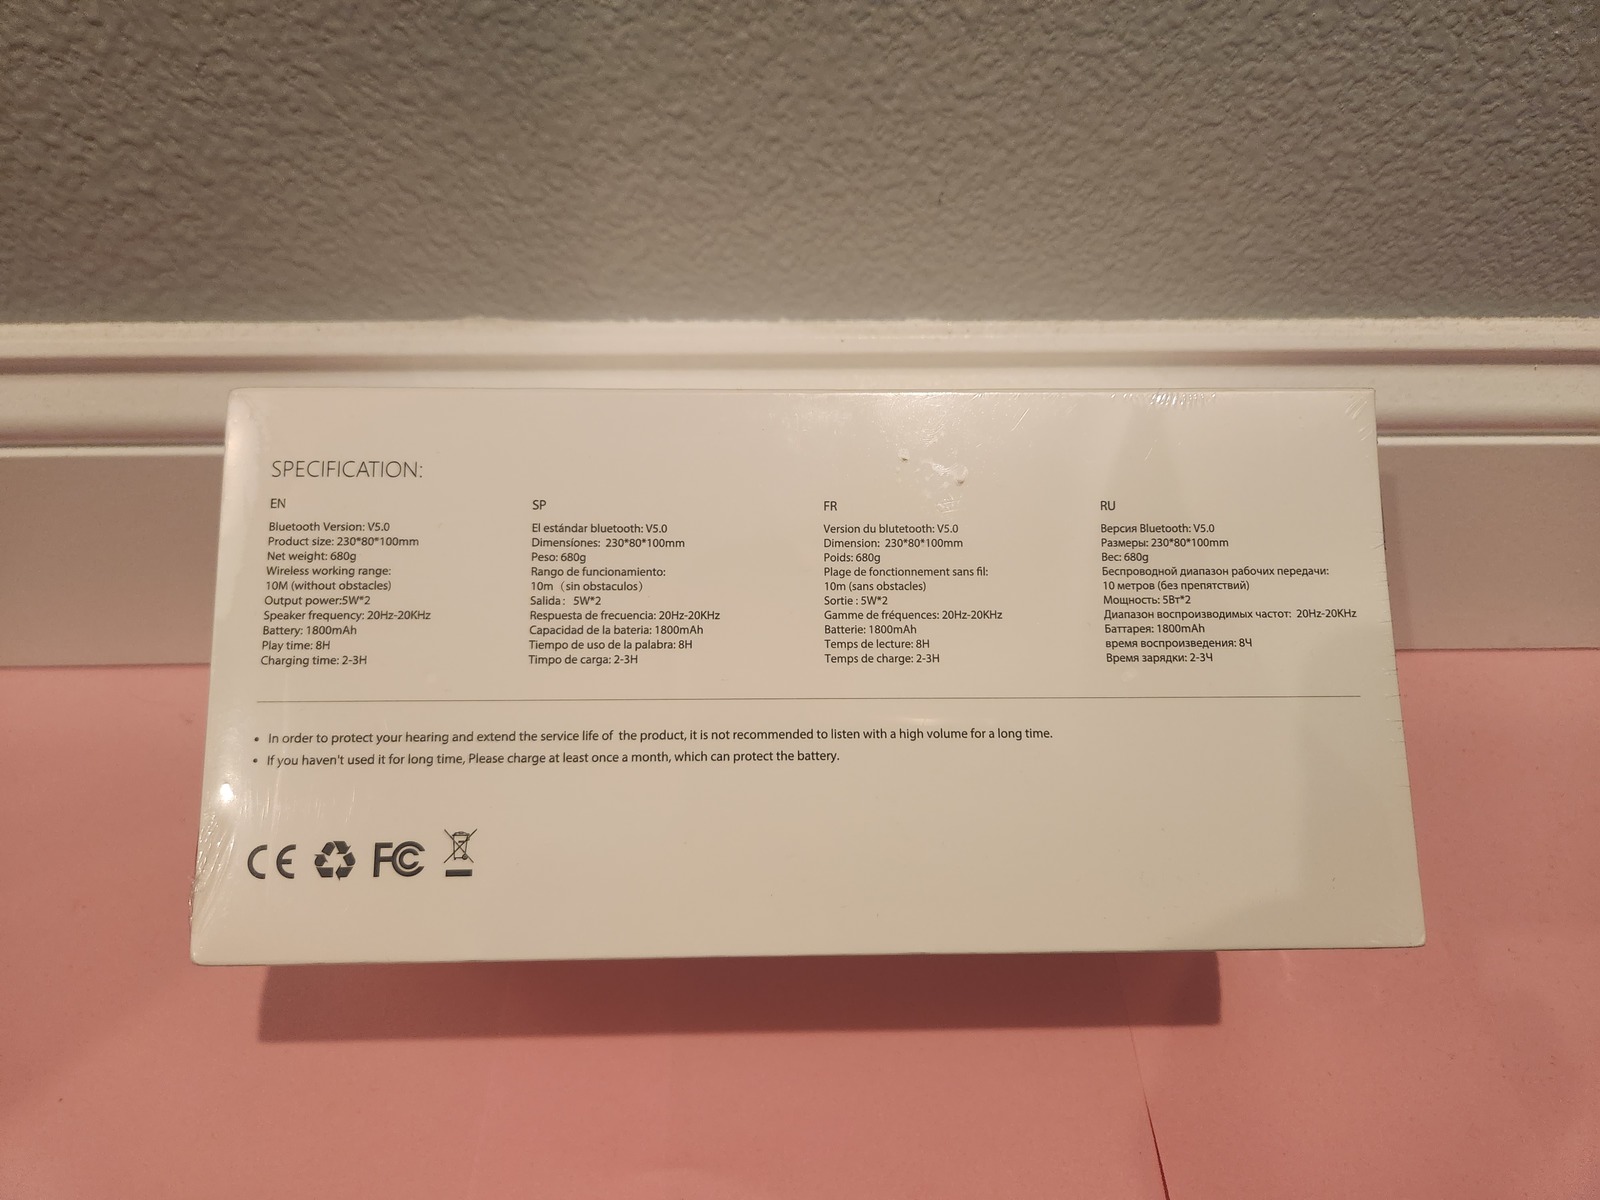 SPECIFICATION:
EN
Bluetooth Version: V5.0
Product size: 230*80*100mm
Net weight: 680g
Wireless working range:
10M (without obstacles)
Output power:5W*2
Speaker frequency: 20Hz-20KHz
Battery: 1800mAh
Play time: 8H
Charging time: 2-3H
SP
El estándar bluetooth: V5.0
Dimensiones: 230*80*100mm
Peso: 680g
Rango de funcionamiento:
10m（sin obstaculos）
Salida： 5W*2
Respuesta de frecuencia: 20Hz-20KHz
Capacidad de la bateria: 1800mAh
Tiempo de uso de la palabra: 8H
Timpo de carga: 2-3H
FR
Version du blutetooth: V5.0
Dimension: 230*80*100mm
Poids: 680g
Plage de fonctionnement sans fil:
10m (sans obstacles)
Sortie : 5W*2
Gamme de fréquences: 20Hz-20KHz
Batterie: 1800mAh
Temps de lecture: 8H
Temps de charge: 2-3H
RU
Версия Bluetooth: V5.0
Размеры: 230*80*100mm
Вес: 680g
Беспроводной диапазон рабочих передачи:
10 метров (без препятствий)
Мощность: 5Вт*2
Диапазон воспроизводимых частот: 20Hz-20KHz
Баттарея: 1800mAh
время воспроизведения: 8Ч
Время зарядки: 2-3Ч
• In order to protect your hearing and extend the service life of the product, it is not recommended to listen with a high volume for a long time.
• If you haven't used it for long time, Please charge at least once a month, which can protect the battery.
CE FC